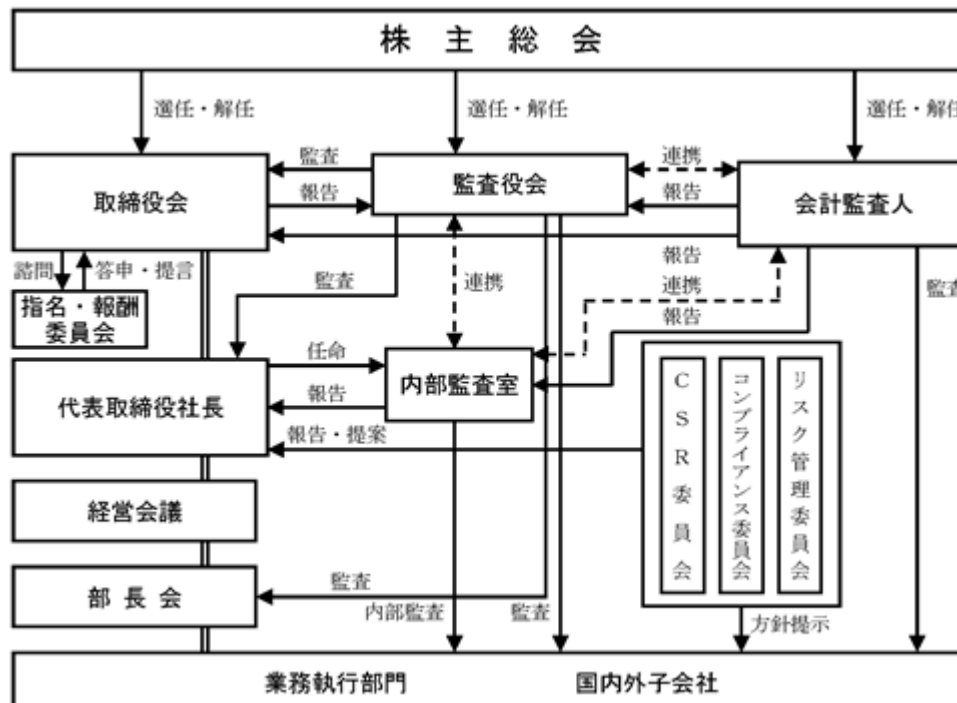 株主総会
選任・解任
選任・解任
選任・解任
監査
連携
取締役会
報告
監査役会
報告
会計監査人
報告
諮問
答申・提言
監査
連携
連携
監査
指名・報酬
委員会
報告
任命
代表取締役社長
報告
内部監査室
報告・提案
CSR委員会
コンプライアンス委員会
リスク管理委員会
経営会議
部長会
監査
内部監査
監査
方針提示
業務執行部門
国内外子会社